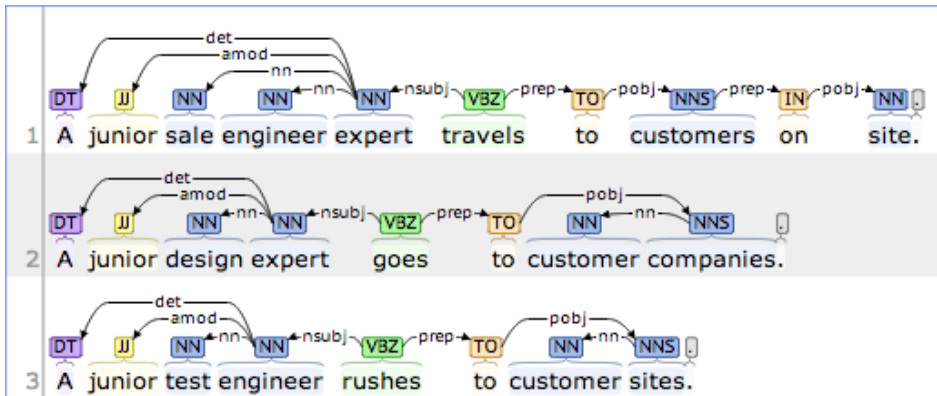 det
amod
nn
nn nsubj prep pobj prep pobj
DT JJ NN NN NN VBZ TO NNS IN NN .
1 A junior sale engineer expert travels to customers on site.
det
amod pobj
nn nsubj prep nn
DT JJ NN NN VBZ TO NN NNS .
2 A junior design expert goes to customer companies.
det
amod pobj
nn nsubj prep nn
DT JJ NN NN VBZ TO NN NNS .
3 A junior test engineer rushes to customer sites.